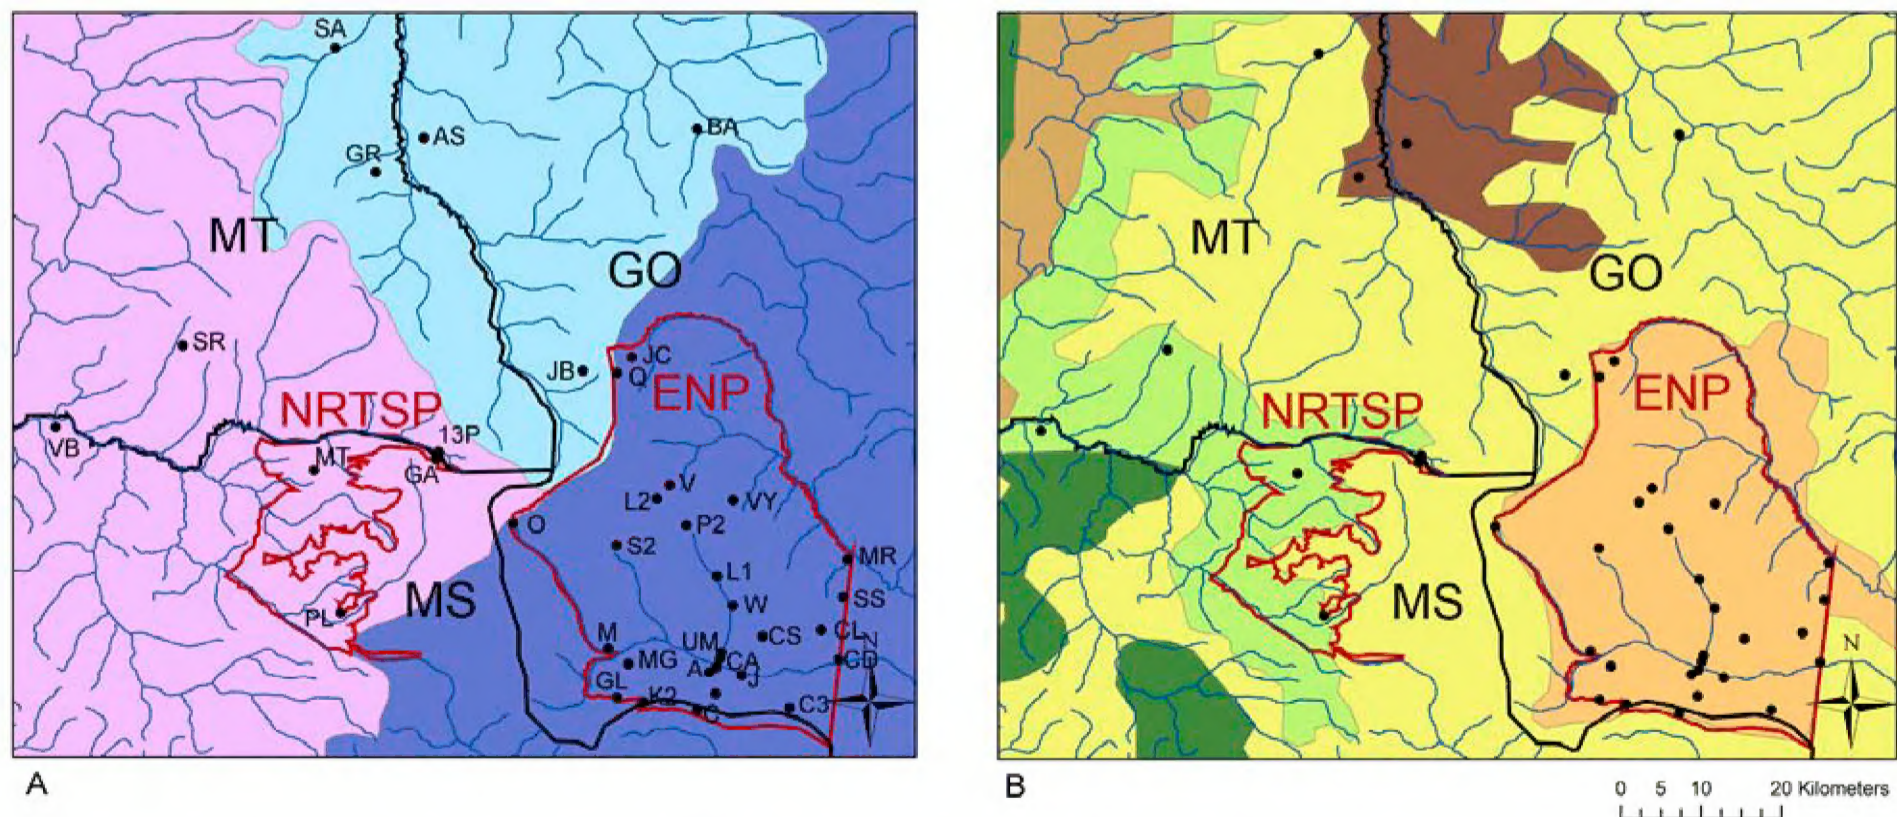 SA
AS
BA
GR
MT
GO
SR
JB
JC
Q
NRTSP
ENP
VB
13P
MT
GA
V
L2
VY
O
P2
S2
MR
L1
SS
MS
W
PL
CL
M
UM
CS
N
MG
CA
CD
A
J
GL
K2
C
C3
A
MT
GO
NRTSP
ENP
MS
N
B
0 5 10 20 Kilometers